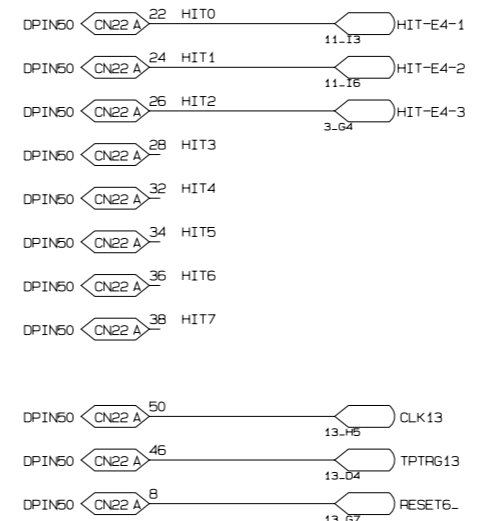 DPIN50 CN22 A 22 HIT0 HIT-E4-1
11_I3
DPIN50 CN22 A 24 HIT1 HIT-E4-2
11_I6
DPIN50 CN22 A 26 HIT2 HIT-E4-3
3_G4
DPIN50 CN22 A 28 HIT3
DPIN50 CN22 A 32 HIT4
DPIN50 CN22 A 34 HIT5
DPIN50 CN22 A 36 HIT6
DPIN50 CN22 A 38 HIT7
DPIN50 CN22 A 50 CLK13
13_H5
DPIN50 CN22 A 46 TPTRG13
13_D4
DPIN50 CN22 A 8 RESET6_
13_G7